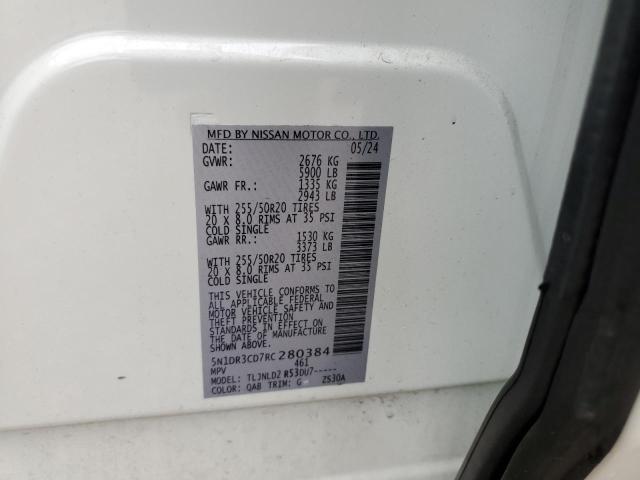 MFD BY NISSAN MOTOR CO., LTD.
DATE: 05/24
GVWR: 2676 KG
5900 LB
GAWR FR.: 1335 KG
2943 LB
WITH 255/50R20 TIRES
20 X 8.0 RIMS AT 35 PSI
COLD SINGLE
GAWR RR.: 1530 KG
3373 LB
WITH 255/50R20 TIRES
20 X 8.0 RIMS AT 35 PSI
COLD SINGLE
THIS VEHICLE CONFORMS TO
ALL APPLICABLE FEDERAL
MOTOR VEHICLE SAFETY AND
THEFT PREVENTION
STANDARDS IN EFFECT ON
THE DATE OF MANUFACTURE
SHOWN ABOVE.
5N1DR3CD7RC280384
MPV 461
MODEL: TLJNLDZ R53DU7-----
COLOR: QAB TRIM: G ZS30A